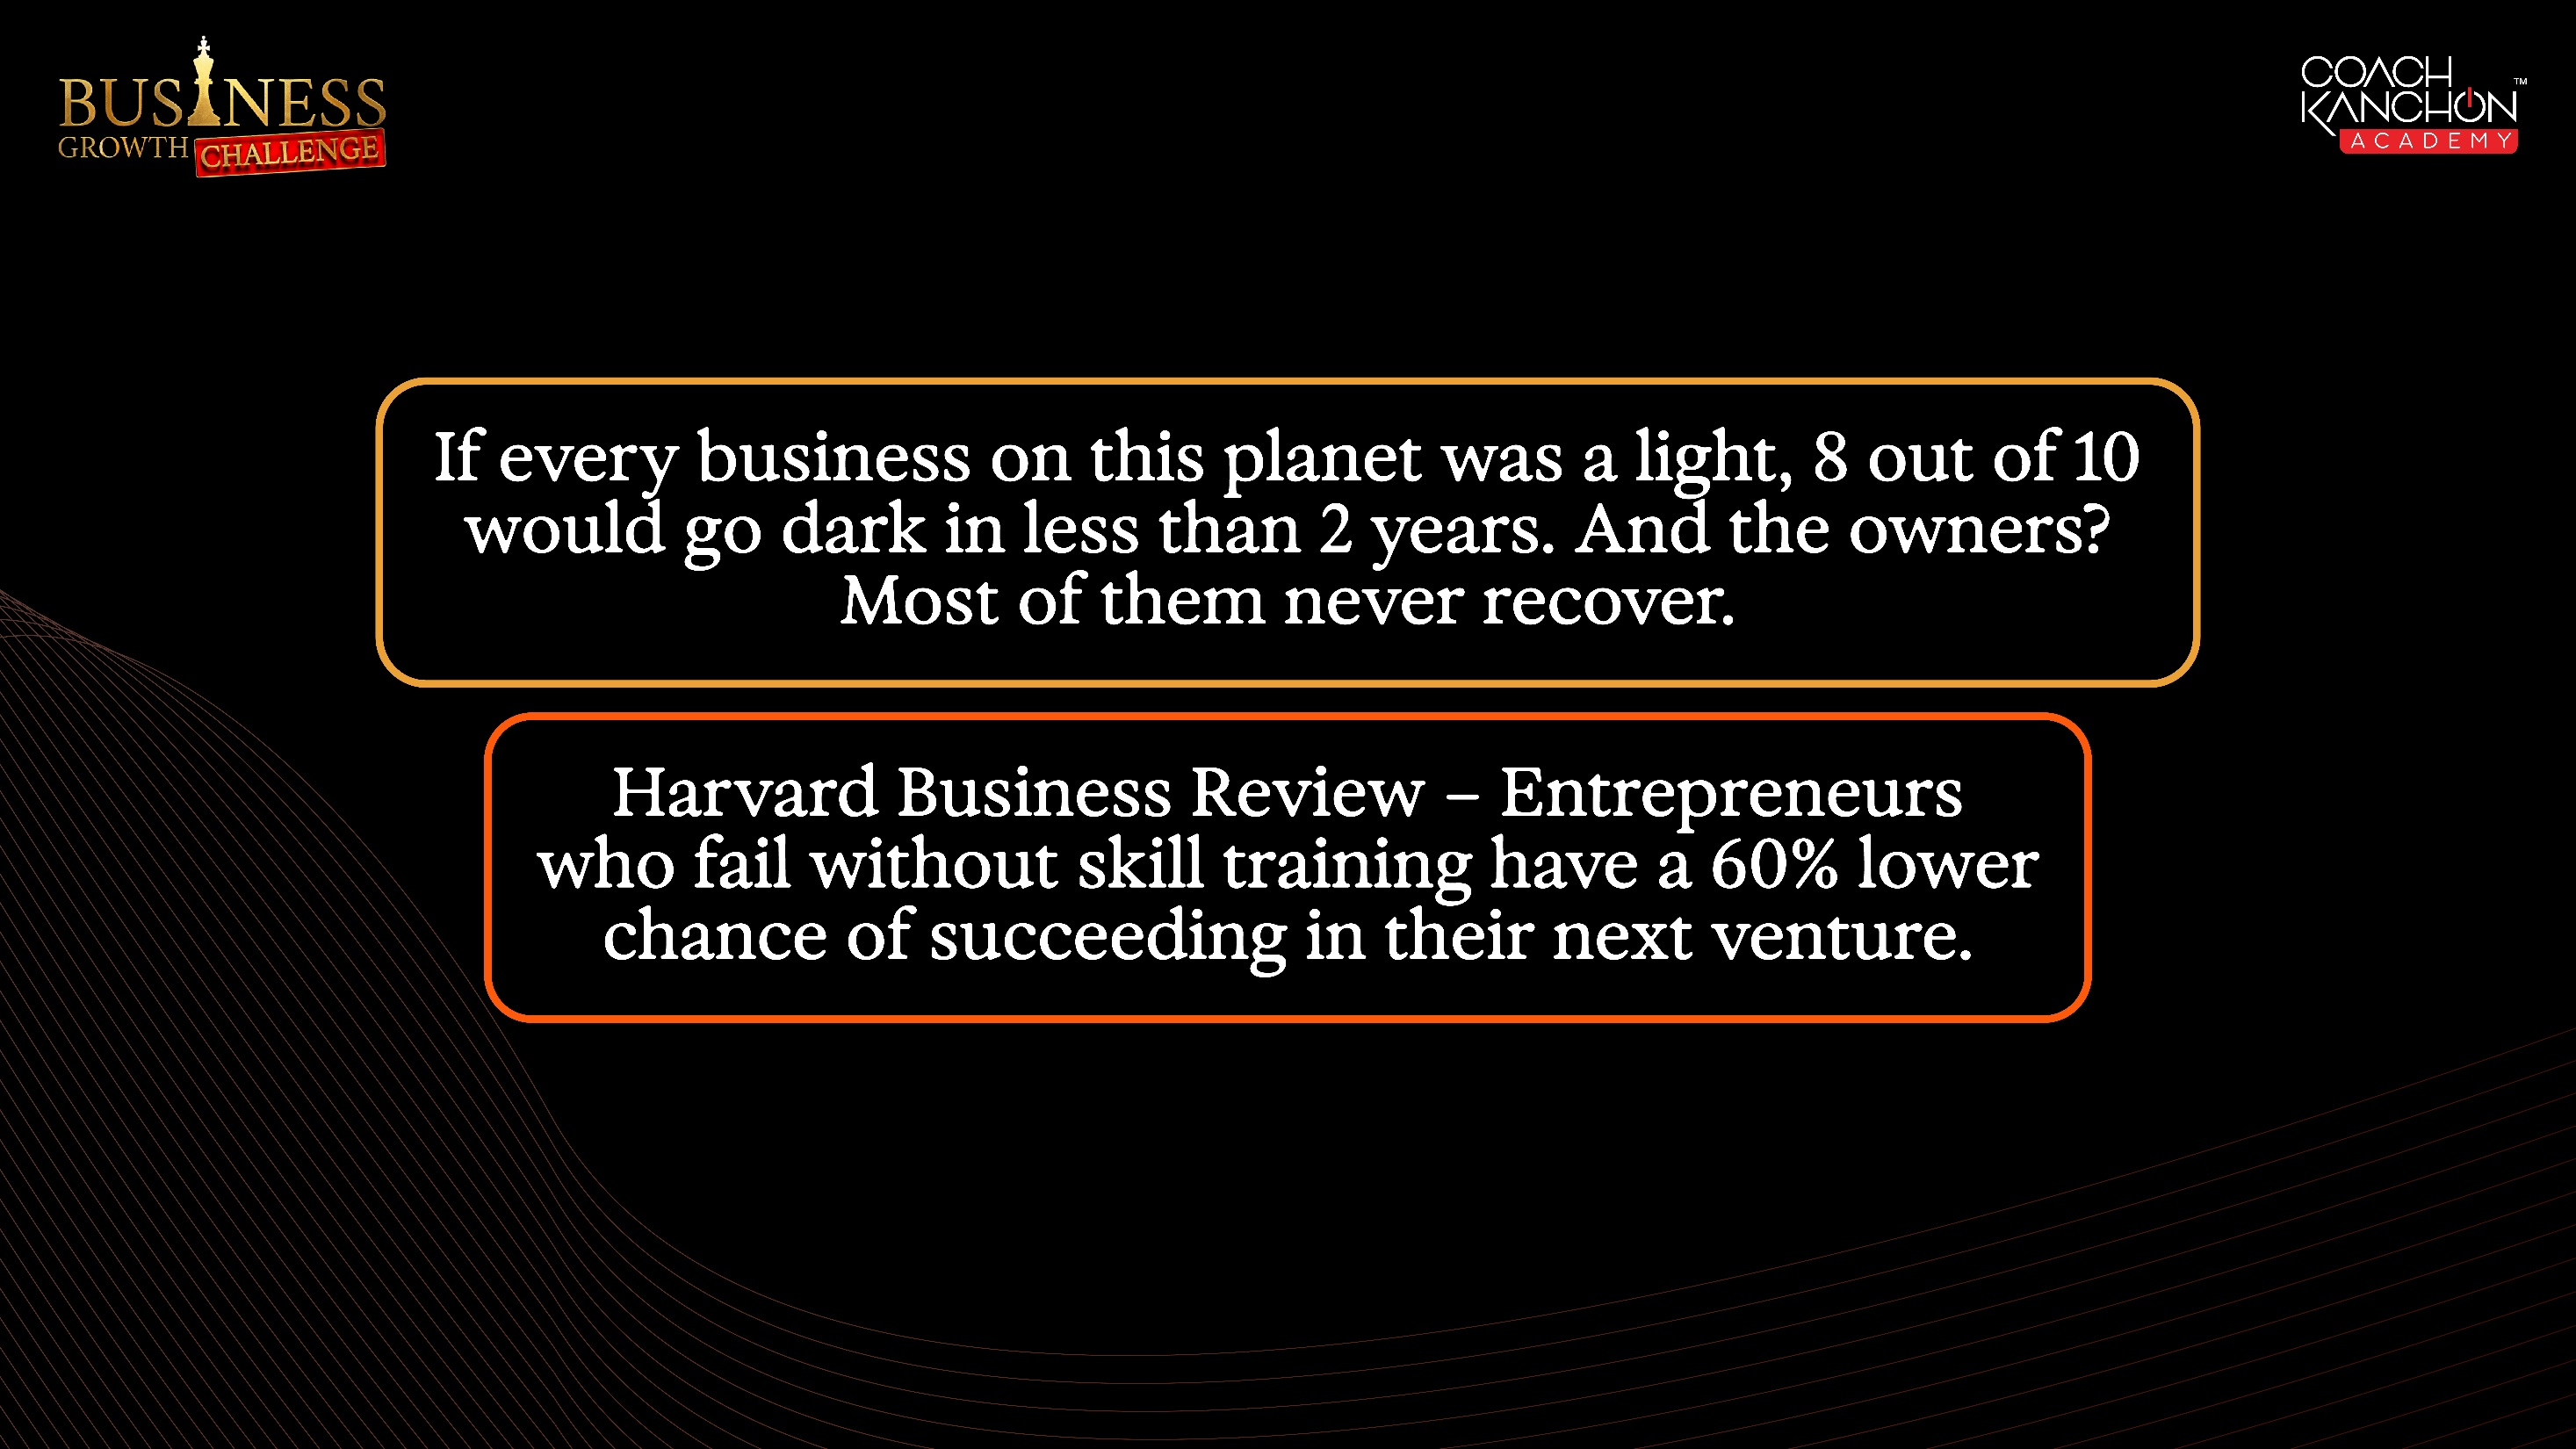 BUSINESS
GROWTH CHALLENGE
COACH
KANCHON™
ACADEMY
If every business on this planet was a light, 8 out of 10
would go dark in less than 2 years. And the owners?
Most of them never recover.
Harvard Business Review – Entrepreneurs
who fail without skill training have a 60% lower
chance of succeeding in their next venture.